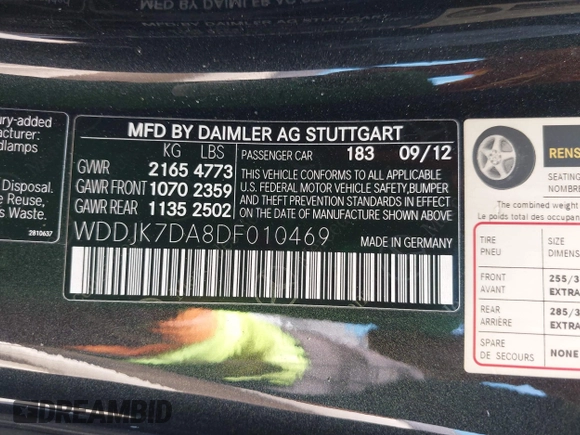 MFD BY DAIMLER AG STUTTGART
KG LBS
GVWR 2165 4773
GAWR FRONT 1070 2359
GAWR REAR 1135 2502
PASSENGER CAR 183 09/12
THIS VEHICLE CONFORMS TO ALL APPLICABLE
U.S. FEDERAL MOTOR VEHICLE SAFETY,BUMPER
AND THEFT PREVENTION STANDARDS IN EFFECT
ON THE DATE OF MANUFACTURE SHOWN ABOVE.
WDDJK7DA8DF010469 MADE IN GERMANY
ury-added
acturer:
eadlamps
Disposal.
e Reuse,
s Waste.
2810637
RENS
SEATING
NOMBRE
The combined weight
Le poids total des occupan
TIRE SIZE
PNEU DIMENS
FRONT 255/3
AVANT EXTRA
REAR 285/3
ARRIÈRE EXTRA
SPARE NONE
DE SECOURS
DREAMBID